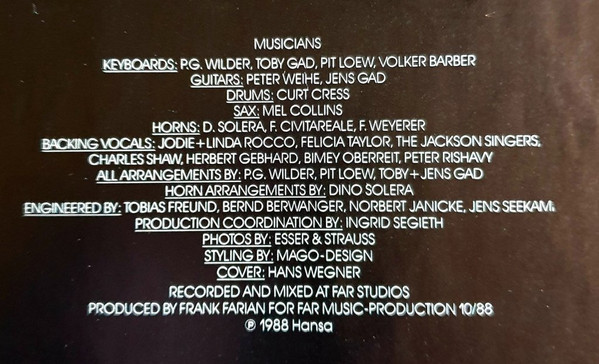 MUSICIANS
KEYBOARDS: P.G. WILDER, TOBY GAD, PIT LOEW, VOLKER BARBER
GUITARS: PETER WEIHE, JENS GAD
DRUMS: CURT CRESS
SAX: MEL COLLINS
HORNS: D. SOLERA, F. CIVITAREALE, F. WEYERER
BACKING VOCALS: JODIE+LINDA ROCCO, FELICIA TAYLOR, THE JACKSON SINGERS,
CHARLES SHAW, HERBERT GEBHARD, BIMEY OBERREIT, PETER RISHAVY
ALL ARRANGEMENTS BY: P.G. WILDER, PIT LOEW, TOBY+JENS GAD
HORN ARRANGEMENTS BY: DINO SOLERA
ENGINEERED BY: TOBIAS FREUND, BERND BERWANGER, NORBERT JANICKE, JENS SEEKAM.
PRODUCTION COORDINATION BY: INGRID SEGIETH
PHOTOS BY: ESSER & STRAUSS
STYLING BY: MAGO-DESIGN
COVER: HANS WEGNER
RECORDED AND MIXED AT FAR STUDIOS
PRODUCED BY FRANK FARIAN FOR FAR MUSIC-PRODUCTION 10/88
℗ 1988 Hansa